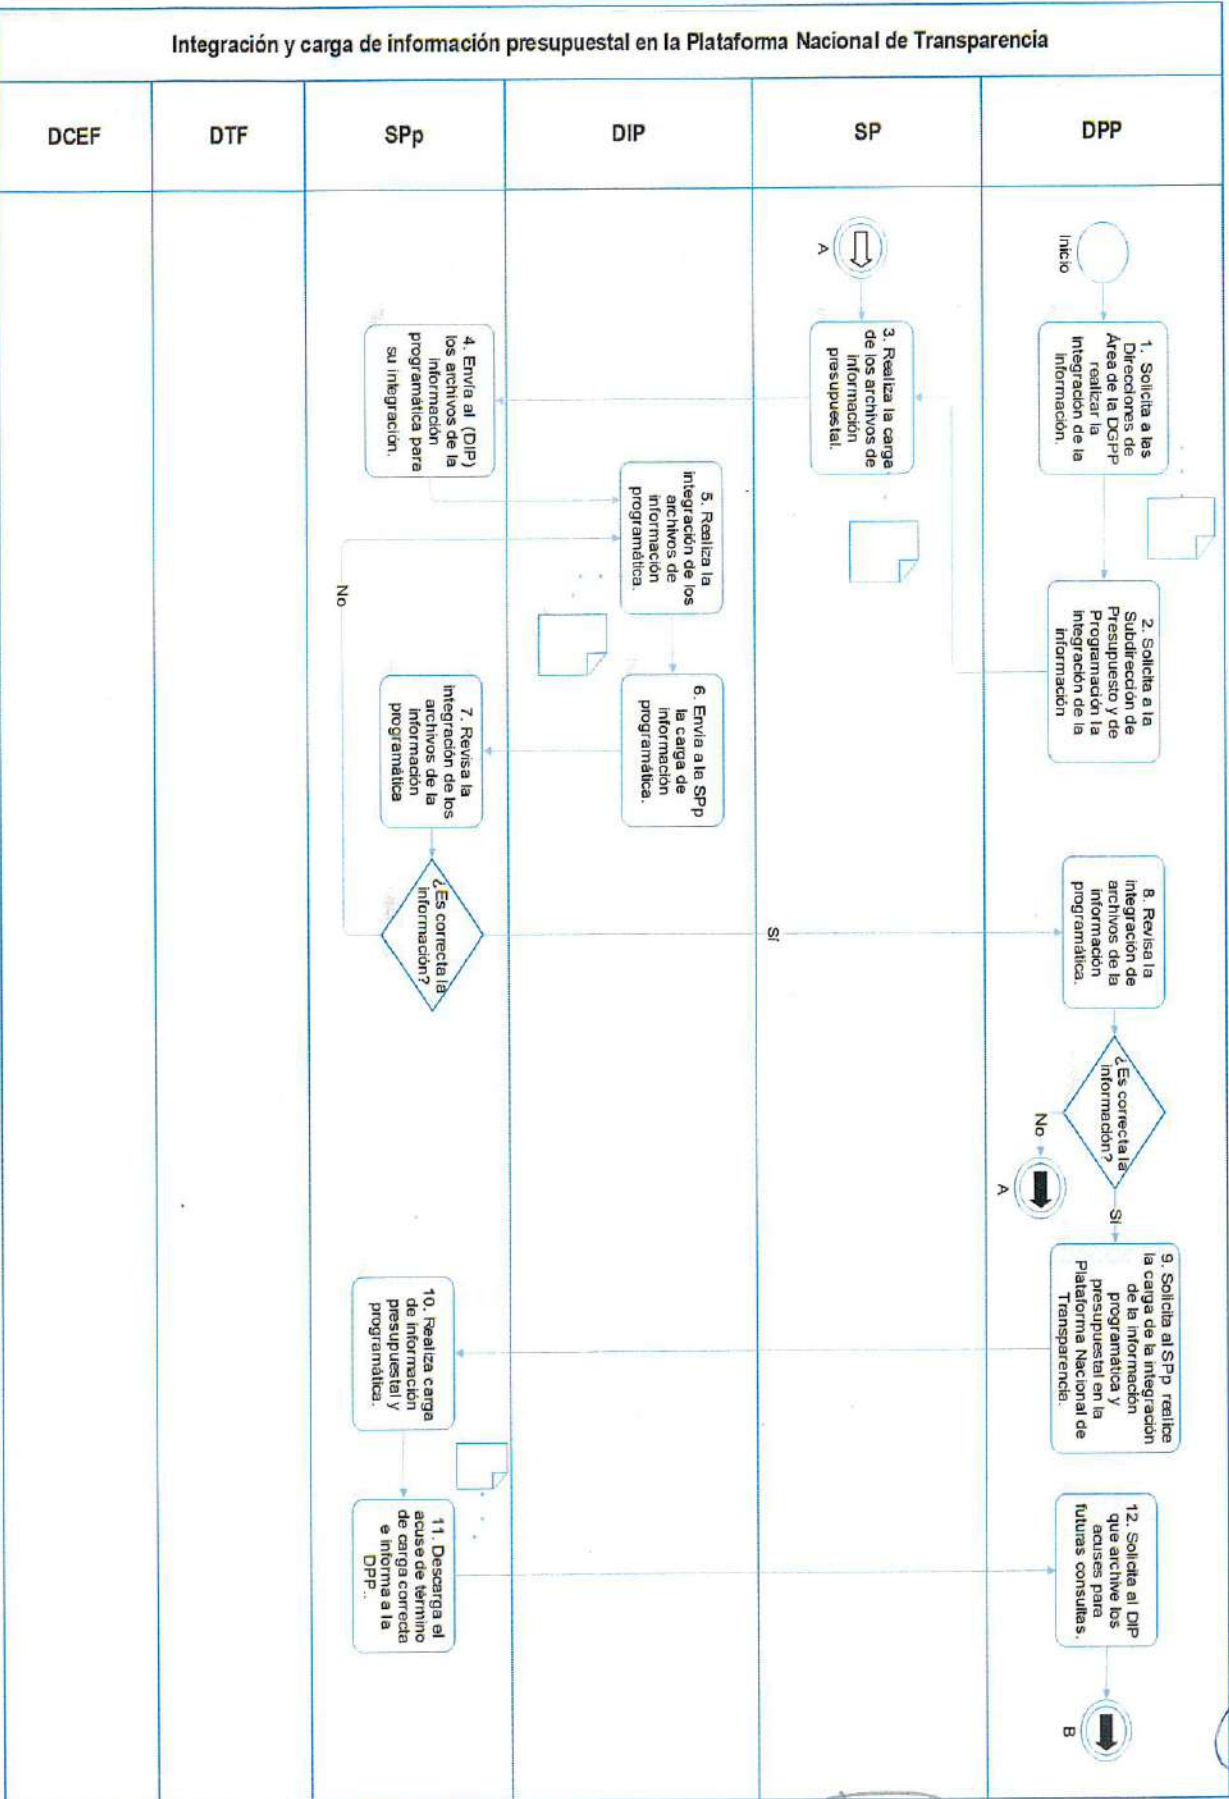 Integración y carga de información presupuestal en la Plataforma Nacional de Transparencia
DPP
SP
DIP
SPp
DTF
DCEF
Inicio
1. Solicita a las
Direcciones de
Área de la DGPP
realizar la
integración de la
información.
2. Solicita a la
Subdirección de
Presupuesto y de
Programación la
integración de la
información
A
3. Realiza la carga
de los archivos de
información
presupuestal.
4. Envía al (DIP)
los archivos de la
información
programática para
su integración.
5. Realiza la
integración de los
archivos de
información
programática.
6. Envía a la SPp
la carga de
información
programática.
7. Revisa la
integración de los
archivos de la
información
programática
¿Es correcta la
información?
No
Sí
8. Revisa la
integración de
archivos de la
información
programática.
¿Es correcta la
información?
No
A
Sí
9. Solicita al SPp realice
la carga de la integración
de la información
programática y
presupuestal en la
Plataforma Nacional de
Transparencia.
10. Realiza carga
de información
presupuestal y
programática.
11. Descarga el
acuse de término
de carga correcta
e informa a la
DPP..
12. Solicita al DIP
que archive los
acuses para
futuras consultas.
B